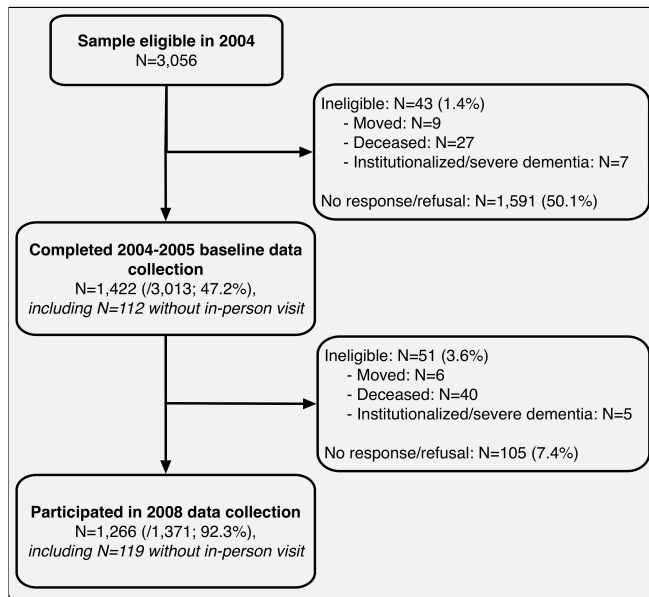 Sample eligible in 2004
N=3,056
Ineligible: N=43 (1.4%)
- Moved: N=9
- Deceased: N=27
- Institutionalized/severe dementia: N=7
No response/refusal: N=1,591 (50.1%)
Completed 2004-2005 baseline data
collection
N=1,422 (/3,013; 47.2%),
including N=112 without in-person visit
Ineligible: N=51 (3.6%)
- Moved: N=6
- Deceased: N=40
- Institutionalized/severe dementia: N=5
No response/refusal: N=105 (7.4%)
Participated in 2008 data collection
N=1,266 (/1,371; 92.3%),
including N=119 without in-person visit